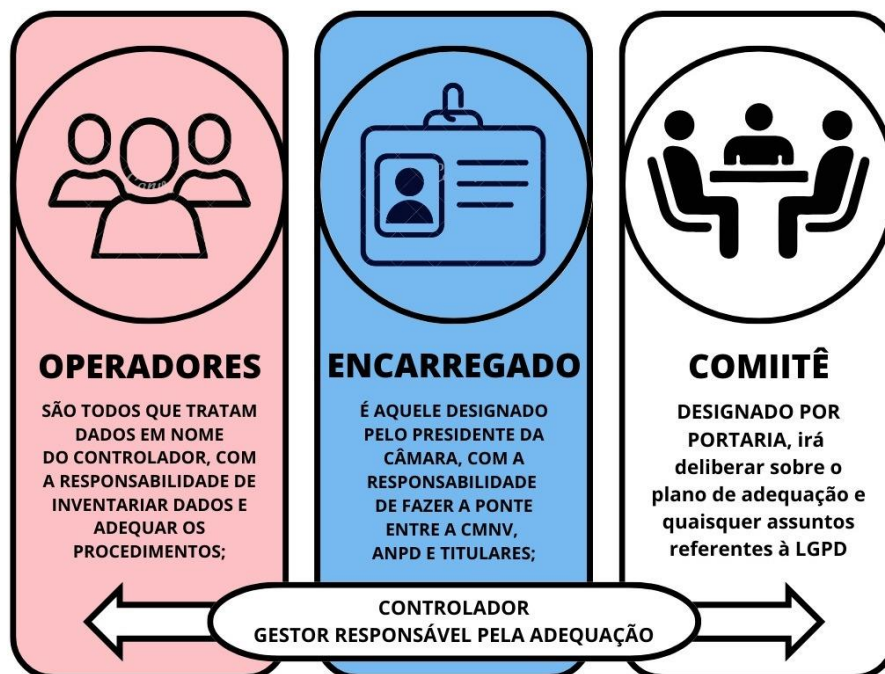 OPERADORES
SÃO TODOS QUE TRATAM
DADOS EM NOME
DO CONTROLADOR, COM
A RESPONSABILIDADE DE
INVENTARIAR DADOS E
ADEQUAR OS
PROCEDIMENTOS;
ENCARREGADO
É AQUELE DESIGNADO
PELO PRESIDENTE DA
CÂMARA, COM A
RESPONSABILIDADE
DE FAZER A PONTE
ENTRE A CMNV,
ANPD E TITULARES;
COMIITÊ
DESIGNADO POR
PORTARIA, irá
deliberar sobre o
plano de adequação e
quaisquer assuntos
referentes à LGPD
CONTROLADOR
GESTOR RESPONSÁVEL PELA ADEQUAÇÃO